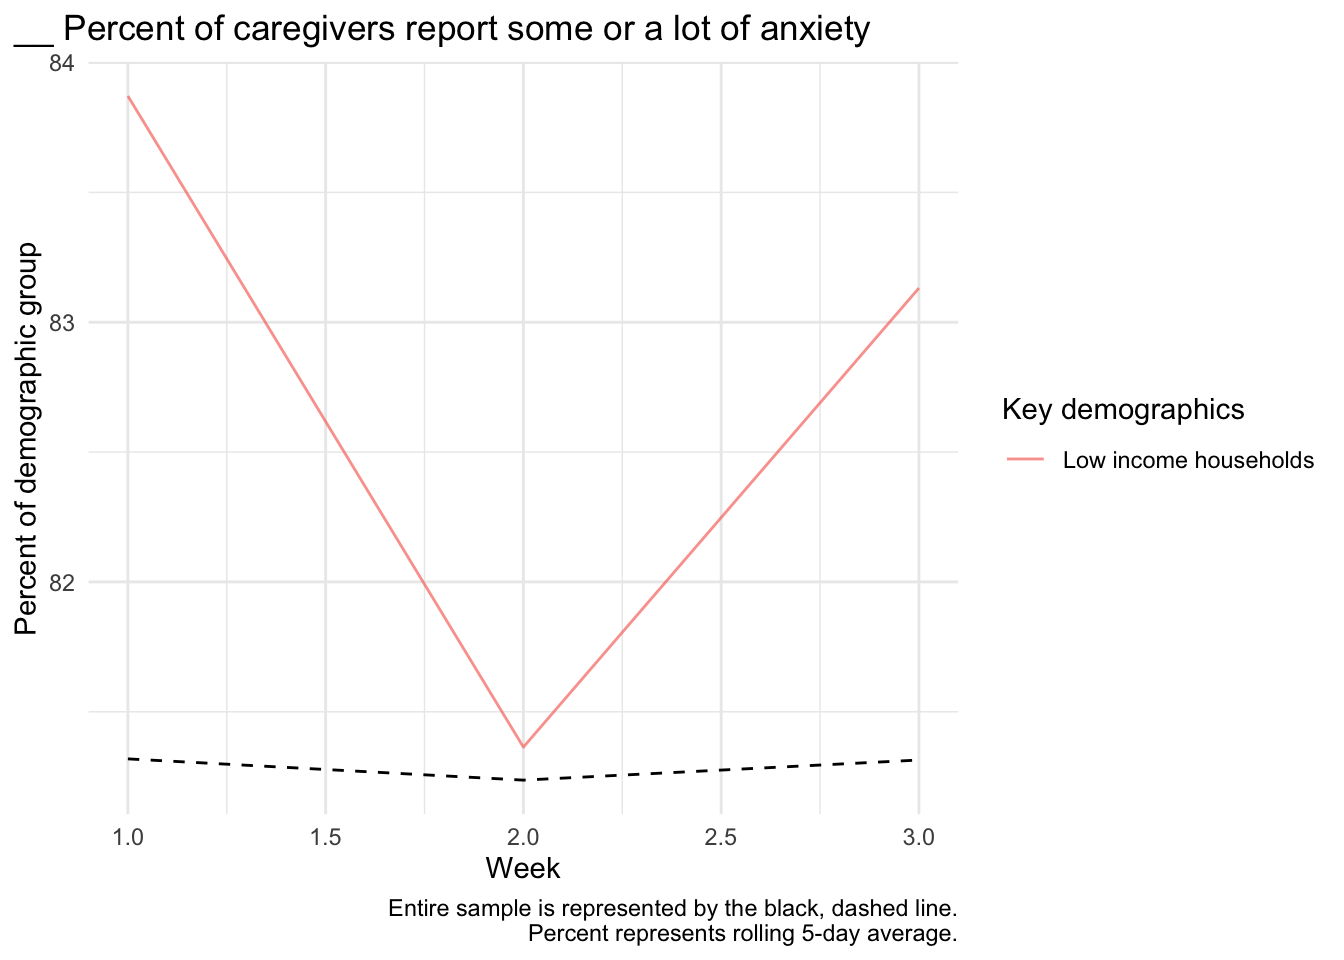 __ Percent of caregivers report some or a lot of anxiety
84
83
82
Percent of demographic group
1.0 1.5 2.0 2.5 3.0
Week
Key demographics
Low income households
Entire sample is represented by the black, dashed line.
Percent represents rolling 5-day average.